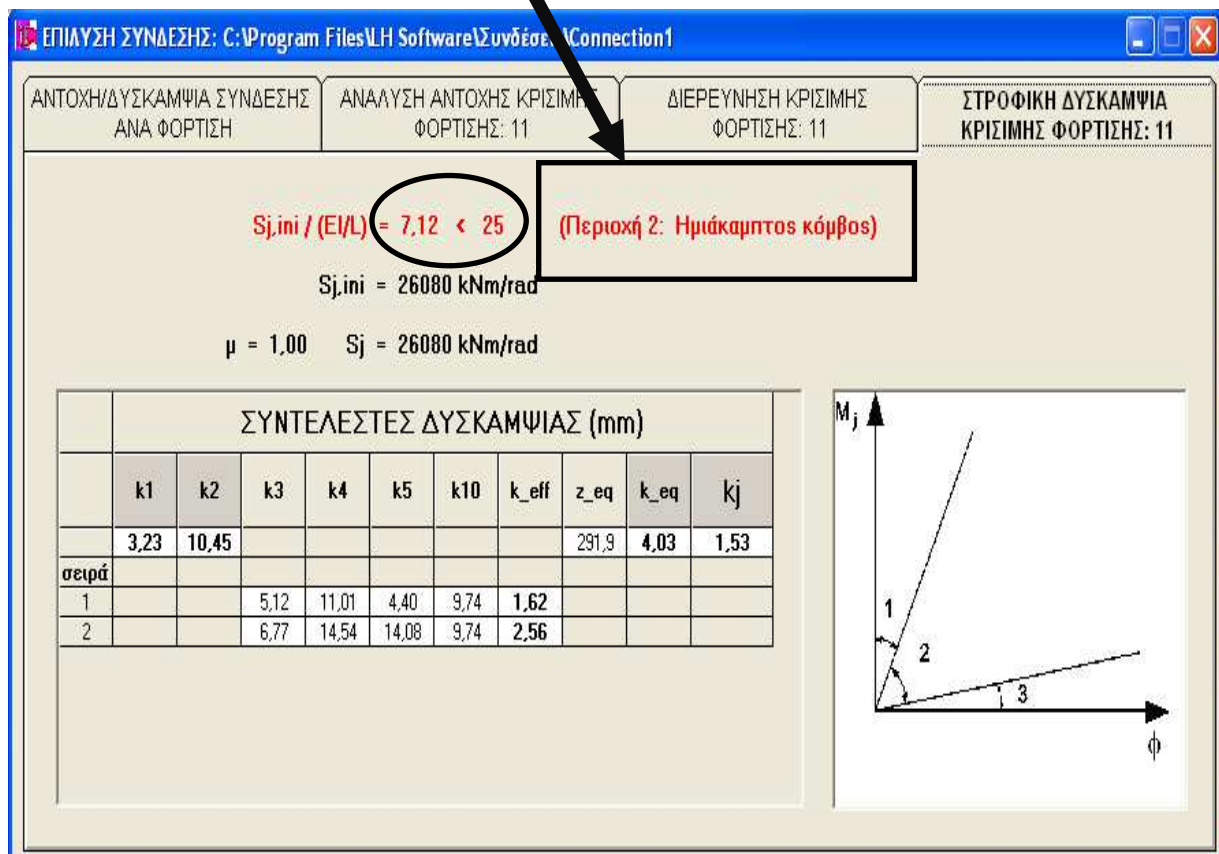 ΕΠΙΛΥΣΗ ΣΥΝΔΕΣΗΣ: C:\Program Files\LH Software\Συνδέσε \Connection1
ΑΝΤΟΧΗ/ΔΥΣΚΑΜΨΙΑ ΣΥΝΔΕΣΗΣ
ΑΝΑ ΦΟΡΤΙΣΗ
ΑΝΑΛΥΣΗ ΑΝΤΟΧΗΣ ΚΡΙΣΙΜΗΣ
ΦΟΡΤΙΣΗΣ: 11
ΔΙΕΡΕΥΝΗΣΗ ΚΡΙΣΙΜΗΣ
ΦΟΡΤΙΣΗΣ: 11
ΣΤΡΟΦΙΚΗ ΔΥΣΚΑΜΨΙΑ
ΚΡΙΣΙΜΗΣ ΦΟΡΤΙΣΗΣ: 11
Sj,ini / (EI/L) = 7,12 < 25 (Περιοχή 2: Ημιάκαμπτος κόμβος)
Sj,ini = 26080 kNm/rad
μ = 1,00 Sj = 26080 kNm/rad
ΣΥΝΤΕΛΕΣΤΕΣ ΔΥΣΚΑΜΨΙΑΣ (mm)
k1 k2 k3 k4 k5 k10 k_eff z_eq k_eq kj
3,23 10,45 291,9 4,03 1,53
σειρά
1 5,12 11,01 4,40 9,74 1,62
2 6,77 14,54 14,08 9,74 2,56
Mj
1
2
3
ϕ